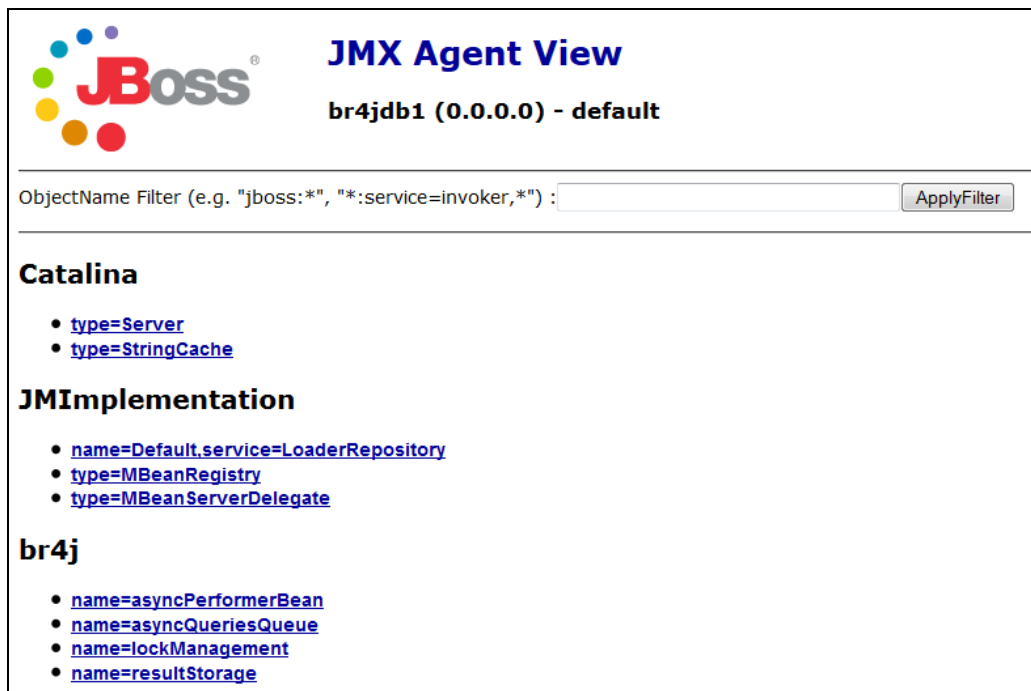 JBoss®
JMX Agent View
br4jdb1 (0.0.0.0) - default
ObjectName Filter (e.g. "jboss:*", "*:service=invoker,*") : ApplyFilter
Catalina
type=Server
type=StringCache
JMImplementation
name=Default,service=LoaderRepository
type=MBeanRegistry
type=MBeanServerDelegate
br4j
name=asyncPerformerBean
name=asyncQueriesQueue
name=lockManagement
name=resultStorage